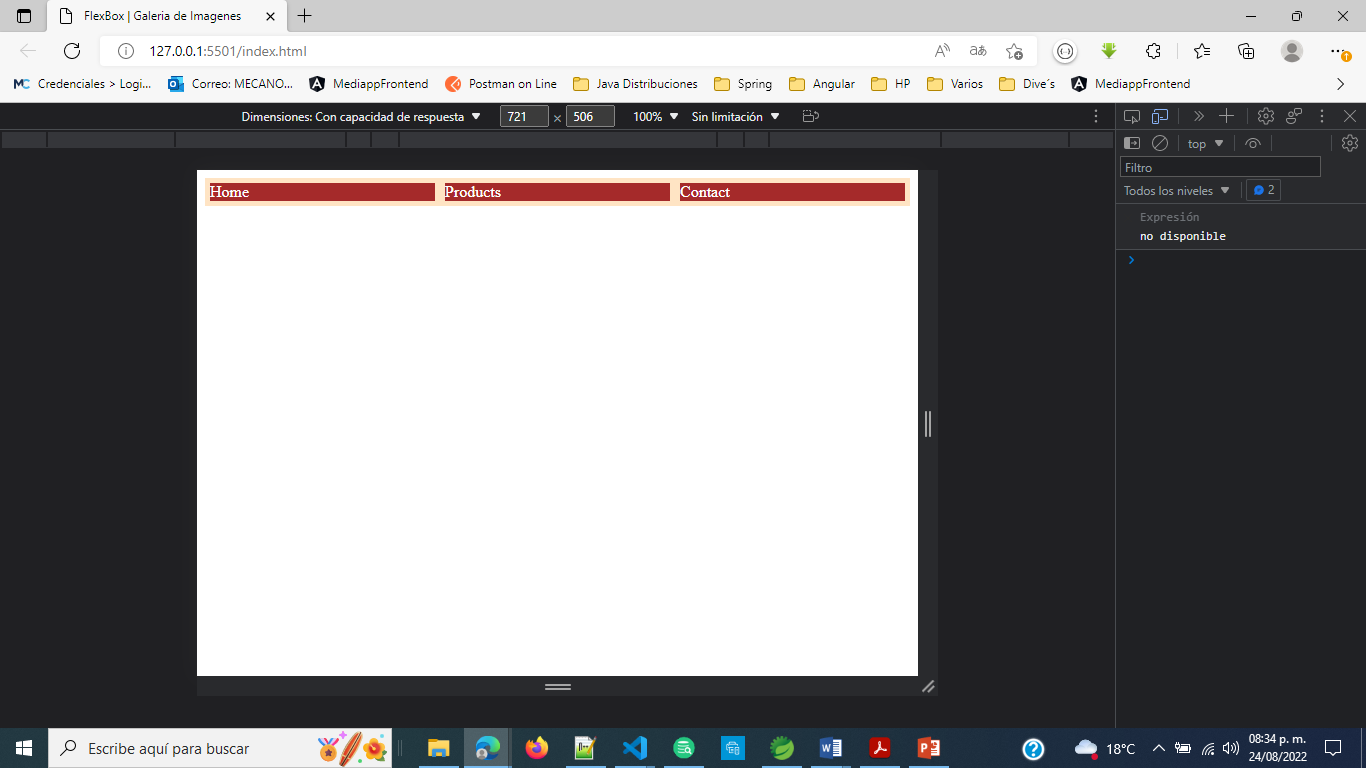 FlexBox | Galeria de Imagenes
127.0.0.1:5501/index.html
Credenciales > Logi... Correo: MECANO... MediappFrontend Postman on Line Java Distribuciones Spring Angular HP Varios Dive´s MediappFrontend
Dimensiones: Con capacidad de respuesta 721 × 506 100% Sin limitación
top
Filtro
Todos los niveles 2
Expresión
no disponible
Home Products Contact
Escribe aquí para buscar
18°C
08:34 p. m.
24/08/2022